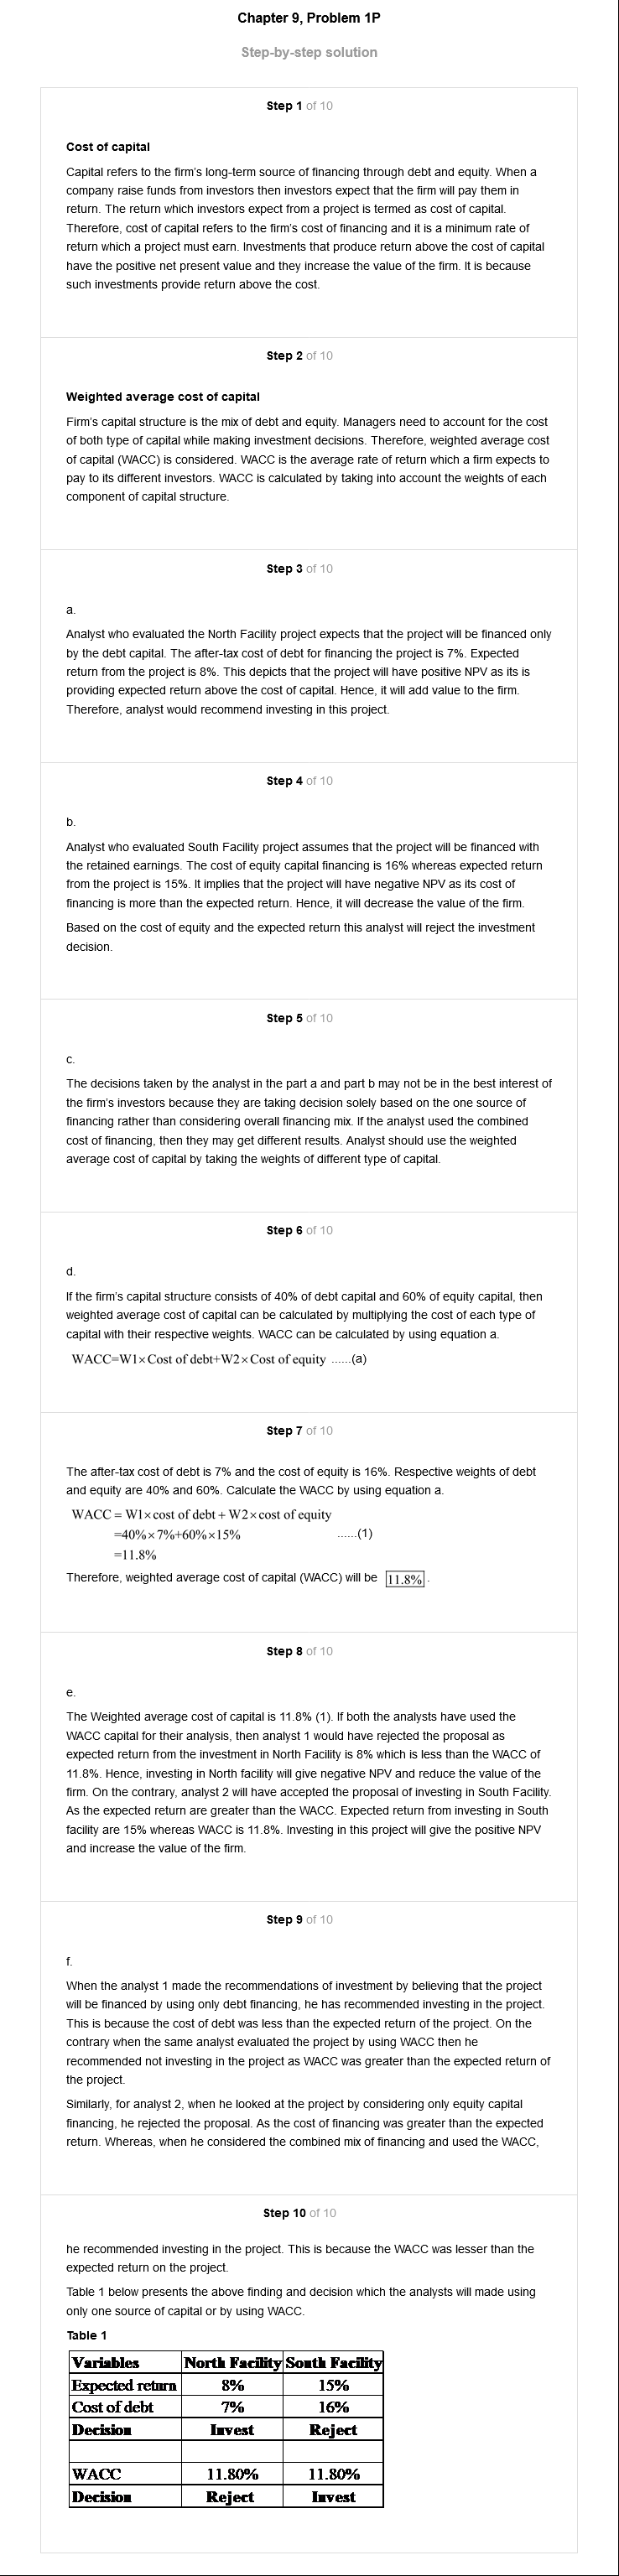 Chapter 9, Problem 1P
Step-by-step solution
Step 1 of 10
Cost of capital
Capital refers to the firm's long-term source of financing through debt and equity. When a
company raise funds from investors then investors expect that the firm will pay them in
return. The return which investors expect from a project is termed as cost of capital.
Therefore, cost of capital refers to the firm's cost of financing and it is a minimum rate of
return which a project must earn. Investments that produce return above the cost of capital
have the positive net present value and they increase the value of the firm. It is because
such investments provide return above the cost.
Step 2 of 10
Weighted average cost of capital
Firm's capital structure is the mix of debt and equity. Managers need to account for the cost
of both type of capital while making investment decisions. Therefore, weighted average cost
of capital (WACC) is considered. WACC is the average rate of return which a firm expects to
pay to its different investors. WACC is calculated by taking into account the weights of each
component of capital structure.
Step 3 of 10
a.
Analyst who evaluated the North Facility project expects that the project will be financed only
by the debt capital. The after-tax cost of debt for financing the project is 7%. Expected
return from the project is 8%. This depicts that the project will have positive NPV as its is
providing expected return above the cost of capital. Hence, it will add value to the firm.
Therefore, analyst would recommend investing in this project.
Step 4 of 10
b.
Analyst who evaluated South Facility project assumes that the project will be financed with
the retained earnings. The cost of equity capital financing is 16% whereas expected return
from the project is 15%. It implies that the project will have negative NPV as its cost of
financing is more than the expected return. Hence, it will decrease the value of the firm.
Based on the cost of equity and the expected return this analyst will reject the investment
decision.
Step 5 of 10
c.
The decisions taken by the analyst in the part a and part b may not be in the best interest of
the firm's investors because they are taking decision solely based on the one source of
financing rather than considering overall financing mix. If the analyst used the combined
cost of financing, then they may get different results. Analyst should use the weighted
average cost of capital by taking the weights of different type of capital.
Step 6 of 10
d.
If the firm's capital structure consists of 40% of debt capital and 60% of equity capital, then
weighted average cost of capital can be calculated by multiplying the cost of each type of
capital with their respective weights. WACC can be calculated by using equation a.
WACC=W1×Cost of debt+W2×Cost of equity ......(a)
Step 7 of 10
The after-tax cost of debt is 7% and the cost of equity is 16%. Respective weights of debt
and equity are 40% and 60%. Calculate the WACC by using equation a.
WACC = W1×cost of debt + W2×cost of equity
=40%×7%+60%×15% ......(1)
=11.8%
Therefore, weighted average cost of capital (WACC) will be 11.8% .
Step 8 of 10
e.
The Weighted average cost of capital is 11.8% (1). If both the analysts have used the
WACC capital for their analysis, then analyst 1 would have rejected the proposal as
expected return from the investment in North Facility is 8% which is less than the WACC of
11.8%. Hence, investing in North facility will give negative NPV and reduce the value of the
firm. On the contrary, analyst 2 will have accepted the proposal of investing in South Facility.
As the expected return are greater than the WACC. Expected return from investing in South
facility are 15% whereas WACC is 11.8%. Investing in this project will give the positive NPV
and increase the value of the firm.
Step 9 of 10
f.
When the analyst 1 made the recommendations of investment by believing that the project
will be financed by using only debt financing, he has recommended investing in the project.
This is because the cost of debt was less than the expected return of the project. On the
contrary when the same analyst evaluated the project by using WACC then he
recommended not investing in the project as WACC was greater than the expected return of
the project.
Similarly, for analyst 2, when he looked at the project by considering only equity capital
financing, he rejected the proposal. As the cost of financing was greater than the expected
return. Whereas, when he considered the combined mix of financing and used the WACC,
Step 10 of 10
he recommended investing in the project. This is because the WACC was lesser than the
expected return on the project.
Table 1 below presents the above finding and decision which the analysts will made using
only one source of capital or by using WACC.
Table 1
Variables North Facility South Facility
Expected return 8% 15%
Cost of debt 7% 16%
Decision Invest Reject
WACC 11.80% 11.80%
Decision Reject Invest